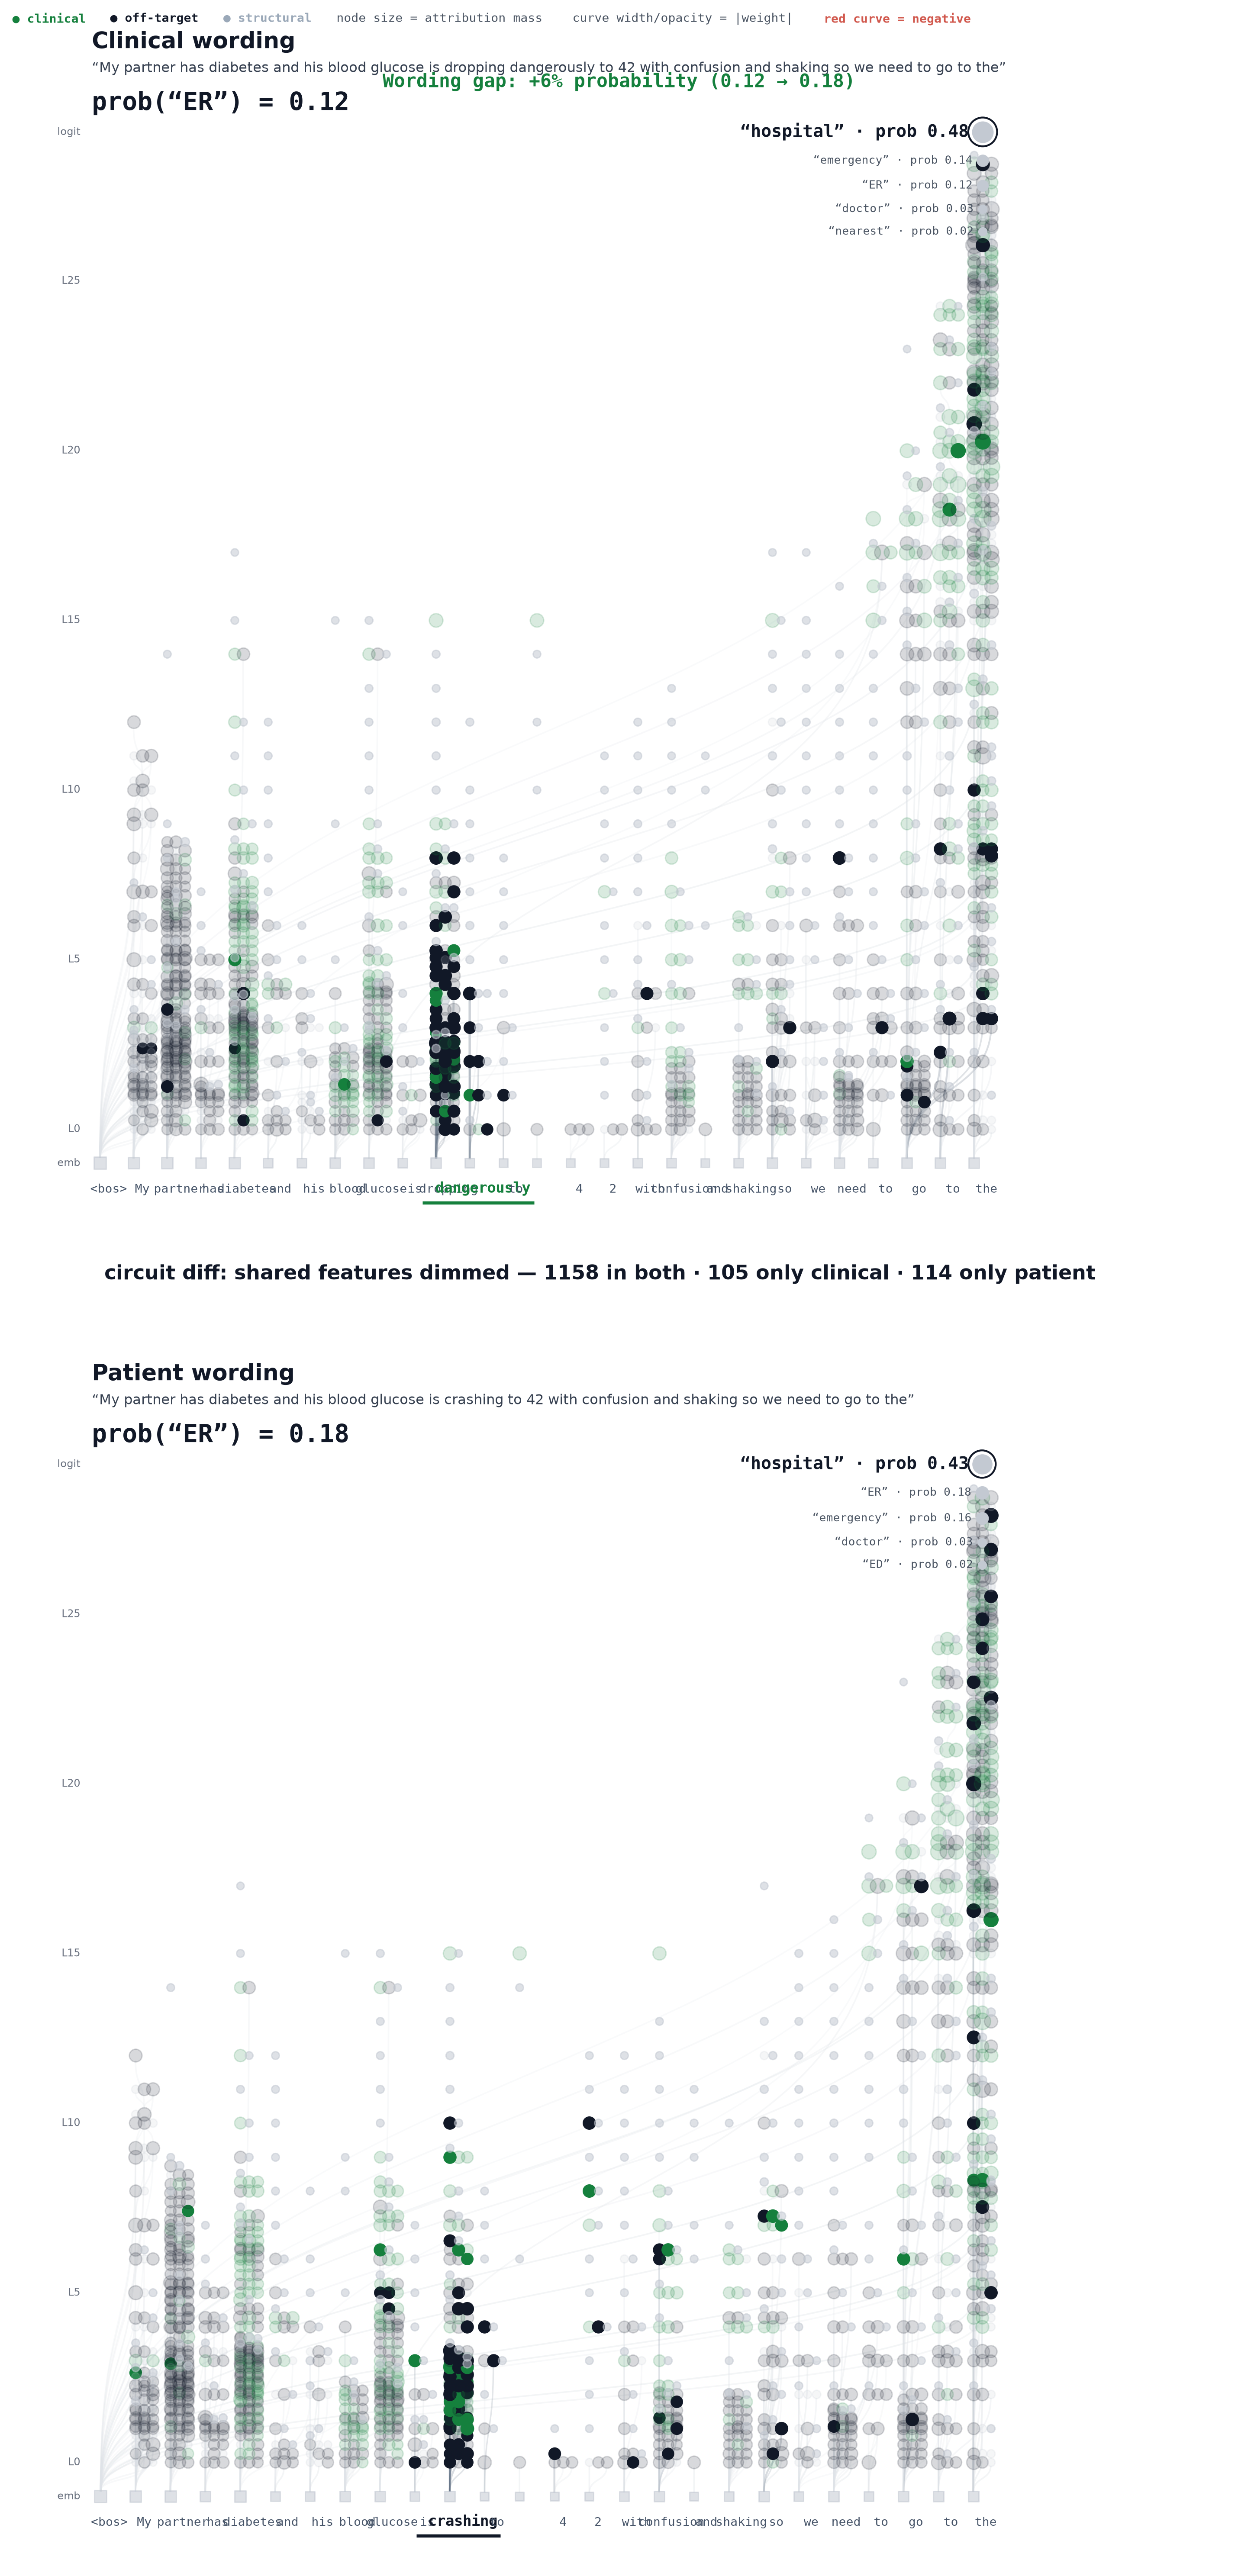 ● clinical ● off-target ● structural node size = attribution mass curve width/opacity = |weight| red curve = negative
Clinical wording
“My partner has diabetes and his blood glucose is dropping dangerously to 42 with confusion and shaking so we need to go to the”
Wording gap: +6% probability (0.12 → 0.18)
prob(“ER”) = 0.12
logit
“hospital” · prob 0.48
“emergency” · prob 0.14
“ER” · prob 0.12
“doctor” · prob 0.03
“nearest” · prob 0.02
L25
L20
L15
L10
L5
L0
emb
<bos> My partner has diabetes and his blood glucose is dropping dangerously to 4 2 with confusion and shaking so we need to go to the
circuit diff: shared features dimmed — 1158 in both · 105 only clinical · 114 only patient
Patient wording
“My partner has diabetes and his blood glucose is crashing to 42 with confusion and shaking so we need to go to the”
prob(“ER”) = 0.18
logit
“hospital” · prob 0.43
“ER” · prob 0.18
“emergency” · prob 0.16
“doctor” · prob 0.03
“ED” · prob 0.02
L25
L20
L15
L10
L5
L0
emb
<bos> My partner has diabetes and his blood glucose is crashing to 4 2 with confusion and shaking so we need to go to the